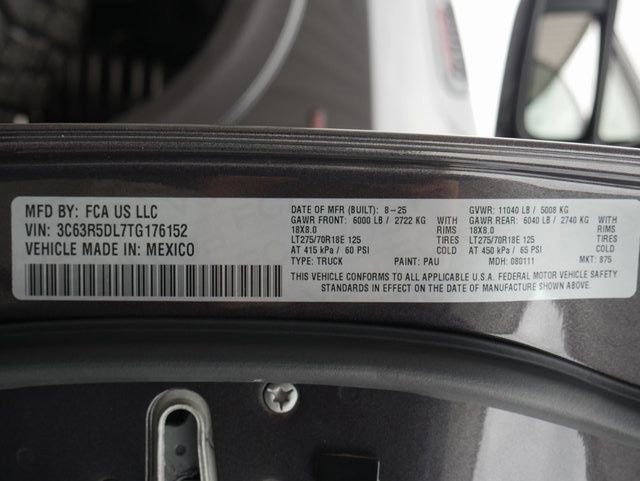 MFD BY: FCA US LLC
VIN: 3C63R5DL7TG176152
VEHICLE MADE IN: MEXICO
DATE OF MFR (BUILT): 8-25
GAWR FRONT: 6000 LB / 2722 KG WITH
18X8.0 RIMS
LT275/70R18E 125 TIRES
AT 415 kPa / 60 PSI COLD
TYPE: TRUCK PAINT: PAU
GVWR: 11040 LB / 5008 KG
GAWR REAR: 6040 LB / 2740 KG WITH
18X8.0 RIMS
LT275/70R18E 125 TIRES
AT 450 kPa / 65 PSI COLD
MDH: 080111 MKT: 875
THIS VEHICLE CONFORMS TO ALL APPLICABLE U.S.A. FEDERAL MOTOR VEHICLE SAFETY
STANDARDS IN EFFECT ON THE DATE OF MANUFACTURE SHOWN ABOVE.